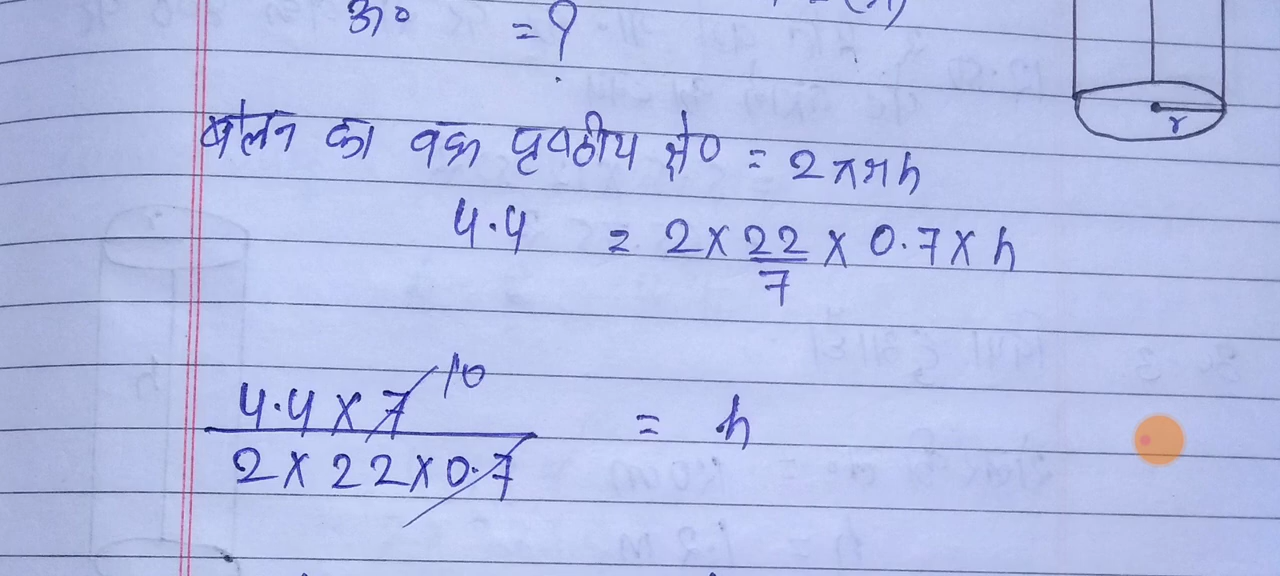 ऊ० = ?
बेलन का वक्र पृष्ठीय क्षे० = 2πrh
r
4.4 = 2 × 22/7 × 0.7 × h
4.4 × 7 10 / 2 × 22 × 0.7 = h